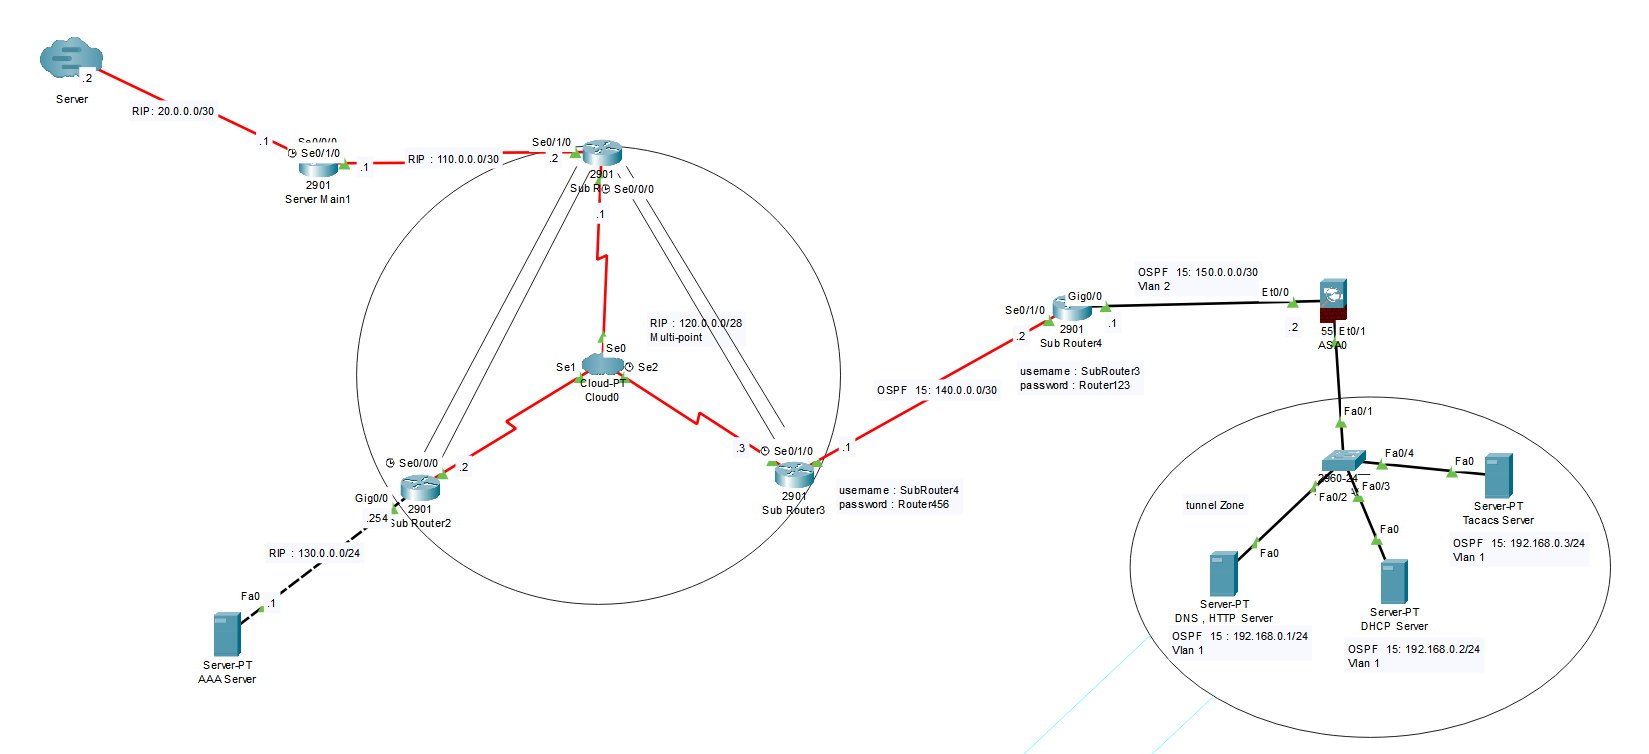 .2
Server
RIP: 20.0.0.0/30
.1
Se0/0/0
Se0/1/0
.1
2901
Server Main1
RIP : 110.0.0.0/30
Se0/1/0
.2
2901
Sub R
Se0/0/0
.1
RIP : 120.0.0.0/28
Multi-point
Se0
Se1
Se2
Cloud-PT
Cloud0
Se0/0/0
.2
Gig0/0
.254
2901
Sub Router2
RIP : 130.0.0.0/24
Fa0
.1
Server-PT
AAA Server
.3
Se0/1/0
.1
2901
Sub Router3
username : SubRouter4
password : Router456
OSPF 15: 140.0.0.0/30
Se0/1/0
.2
Gig0/0
.1
2901
Sub Router4
username : SubRouter3
password : Router123
OSPF 15: 150.0.0.0/30
Vlan 2
Et0/0
.2
55
Et0/1
ASA0
Fa0/1
Fa0/4
Fa0
2960-24
Fa0/3
Fa0/2
Server-PT
Tacacs Server
OSPF 15: 192.168.0.3/24
Vlan 1
tunnel Zone
Fa0
Fa0
Server-PT
DNS , HTTP Server
OSPF 15 : 192.168.0.1/24
Vlan 1
Server-PT
DHCP Server
OSPF 15: 192.168.0.2/24
Vlan 1